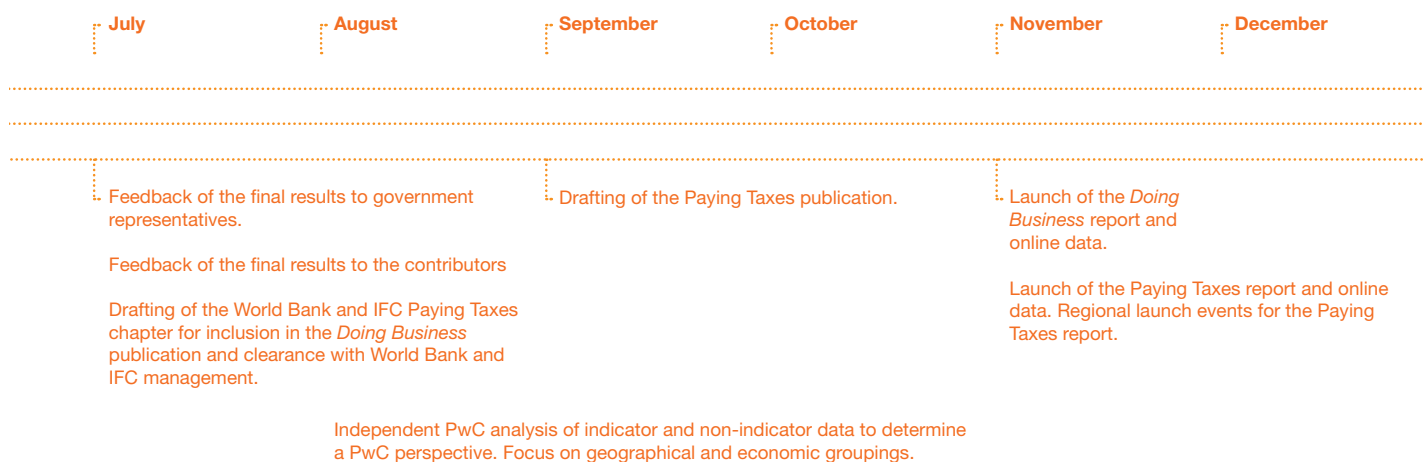 July
August
September
October
November
December
Feedback of the final results to government
representatives.
Feedback of the final results to the contributors
Drafting of the World Bank and IFC Paying Taxes
chapter for inclusion in the Doing Business
publication and clearance with World Bank and
IFC management.
Drafting of the Paying Taxes publication.
Launch of the Doing
Business report and
online data.
Launch of the Paying Taxes report and online
data. Regional launch events for the Paying
Taxes report.
Independent PwC analysis of indicator and non-indicator data to determine
a PwC perspective. Focus on geographical and economic groupings.